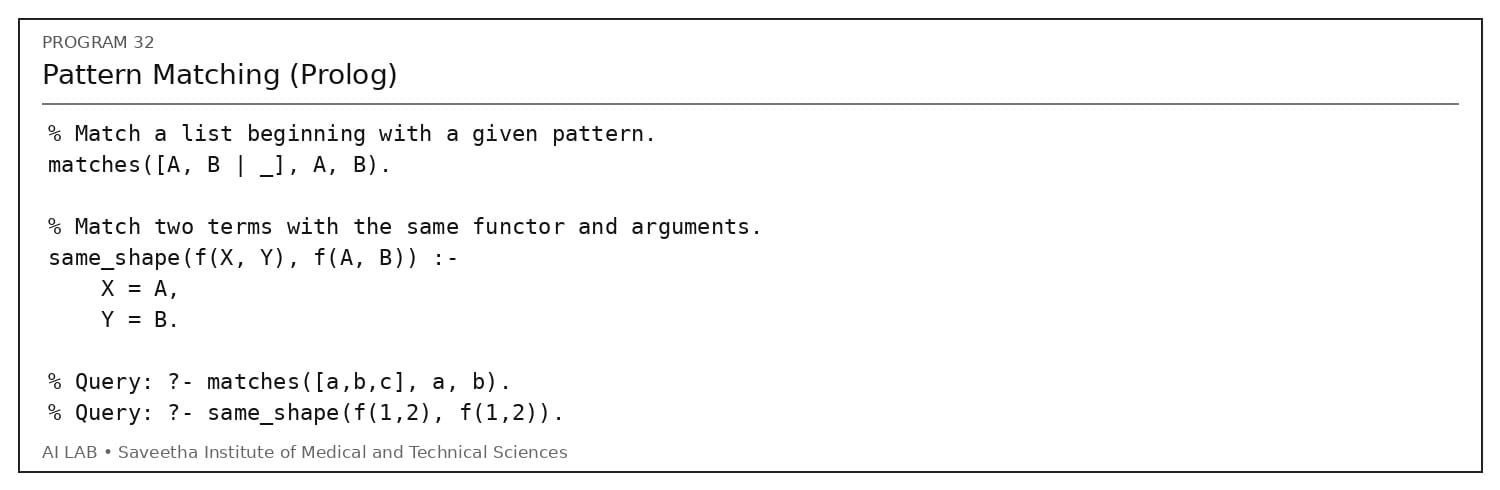 PROGRAM 32
Pattern Matching (Prolog)
% Match a list beginning with a given pattern.
matches([A, B | _], A, B).
% Match two terms with the same functor and arguments.
same_shape(f(X, Y), f(A, B)) :-
    X = A,
    Y = B.
% Query: ?- matches([a,b,c], a, b).
% Query: ?- same_shape(f(1,2), f(1,2)).
AI LAB • Saveetha Institute of Medical and Technical Sciences